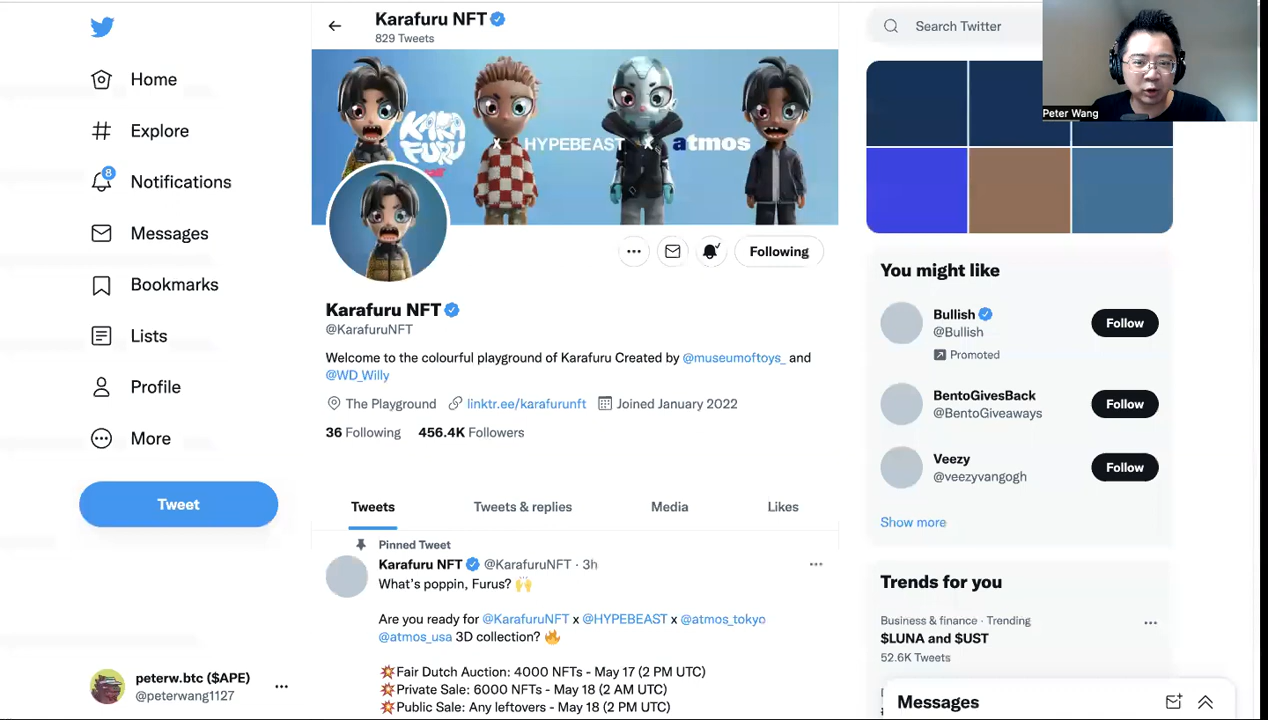 Karafuru NFT
829 Tweets
Search Twitter
Peter Wang
Home
Explore
8
Notifications
Messages
Bookmarks
Lists
Profile
More
Tweet
peterw.btc ($APE)
@peterwang1127
KARA
FURU
x HYPEBEAST x atmos
Following
Karafuru NFT
@KarafuruNFT
Welcome to the colourful playground of Karafuru Created by @museumoftoys_ and
@WD_Willy
The Playground linktr.ee/karafurunft Joined January 2022
36 Following 456.4K Followers
Tweets Tweets & replies Media Likes
Pinned Tweet
Karafuru NFT @KarafuruNFT · 3h
What's poppin, Furus? 🙌
Are you ready for @KarafuruNFT x @HYPEBEAST x @atmos_tokyo
@atmos_usa 3D collection? 🔥
💥Fair Dutch Auction: 4000 NFTs - May 17 (2 PM UTC)
💥Private Sale: 6000 NFTs - May 18 (2 AM UTC)
💥Public Sale: Any leftovers - May 18 (2 PM UTC)
You might like
Bullish
@Bullish
Promoted
Follow
BentoGivesBack
@BentoGiveaways
Follow
Veezy
@veezyvangogh
Follow
Show more
Trends for you
Business & finance · Trending
$LUNA and $UST
52.6K Tweets
Messages